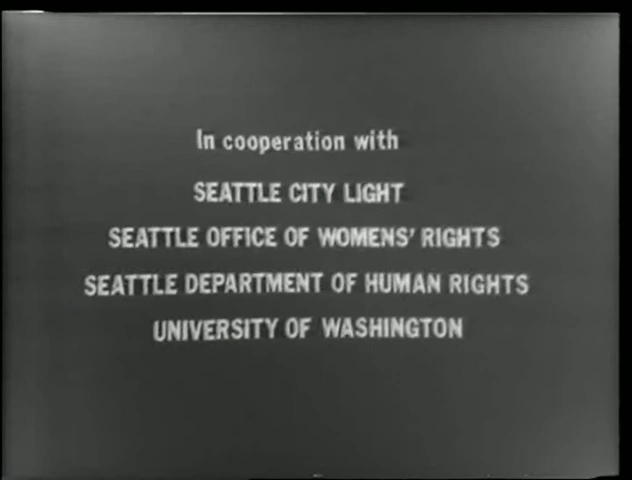 In cooperation with
SEATTLE CITY LIGHT
SEATTLE OFFICE OF WOMENS' RIGHTS
SEATTLE DEPARTMENT OF HUMAN RIGHTS
UNIVERSITY OF WASHINGTON